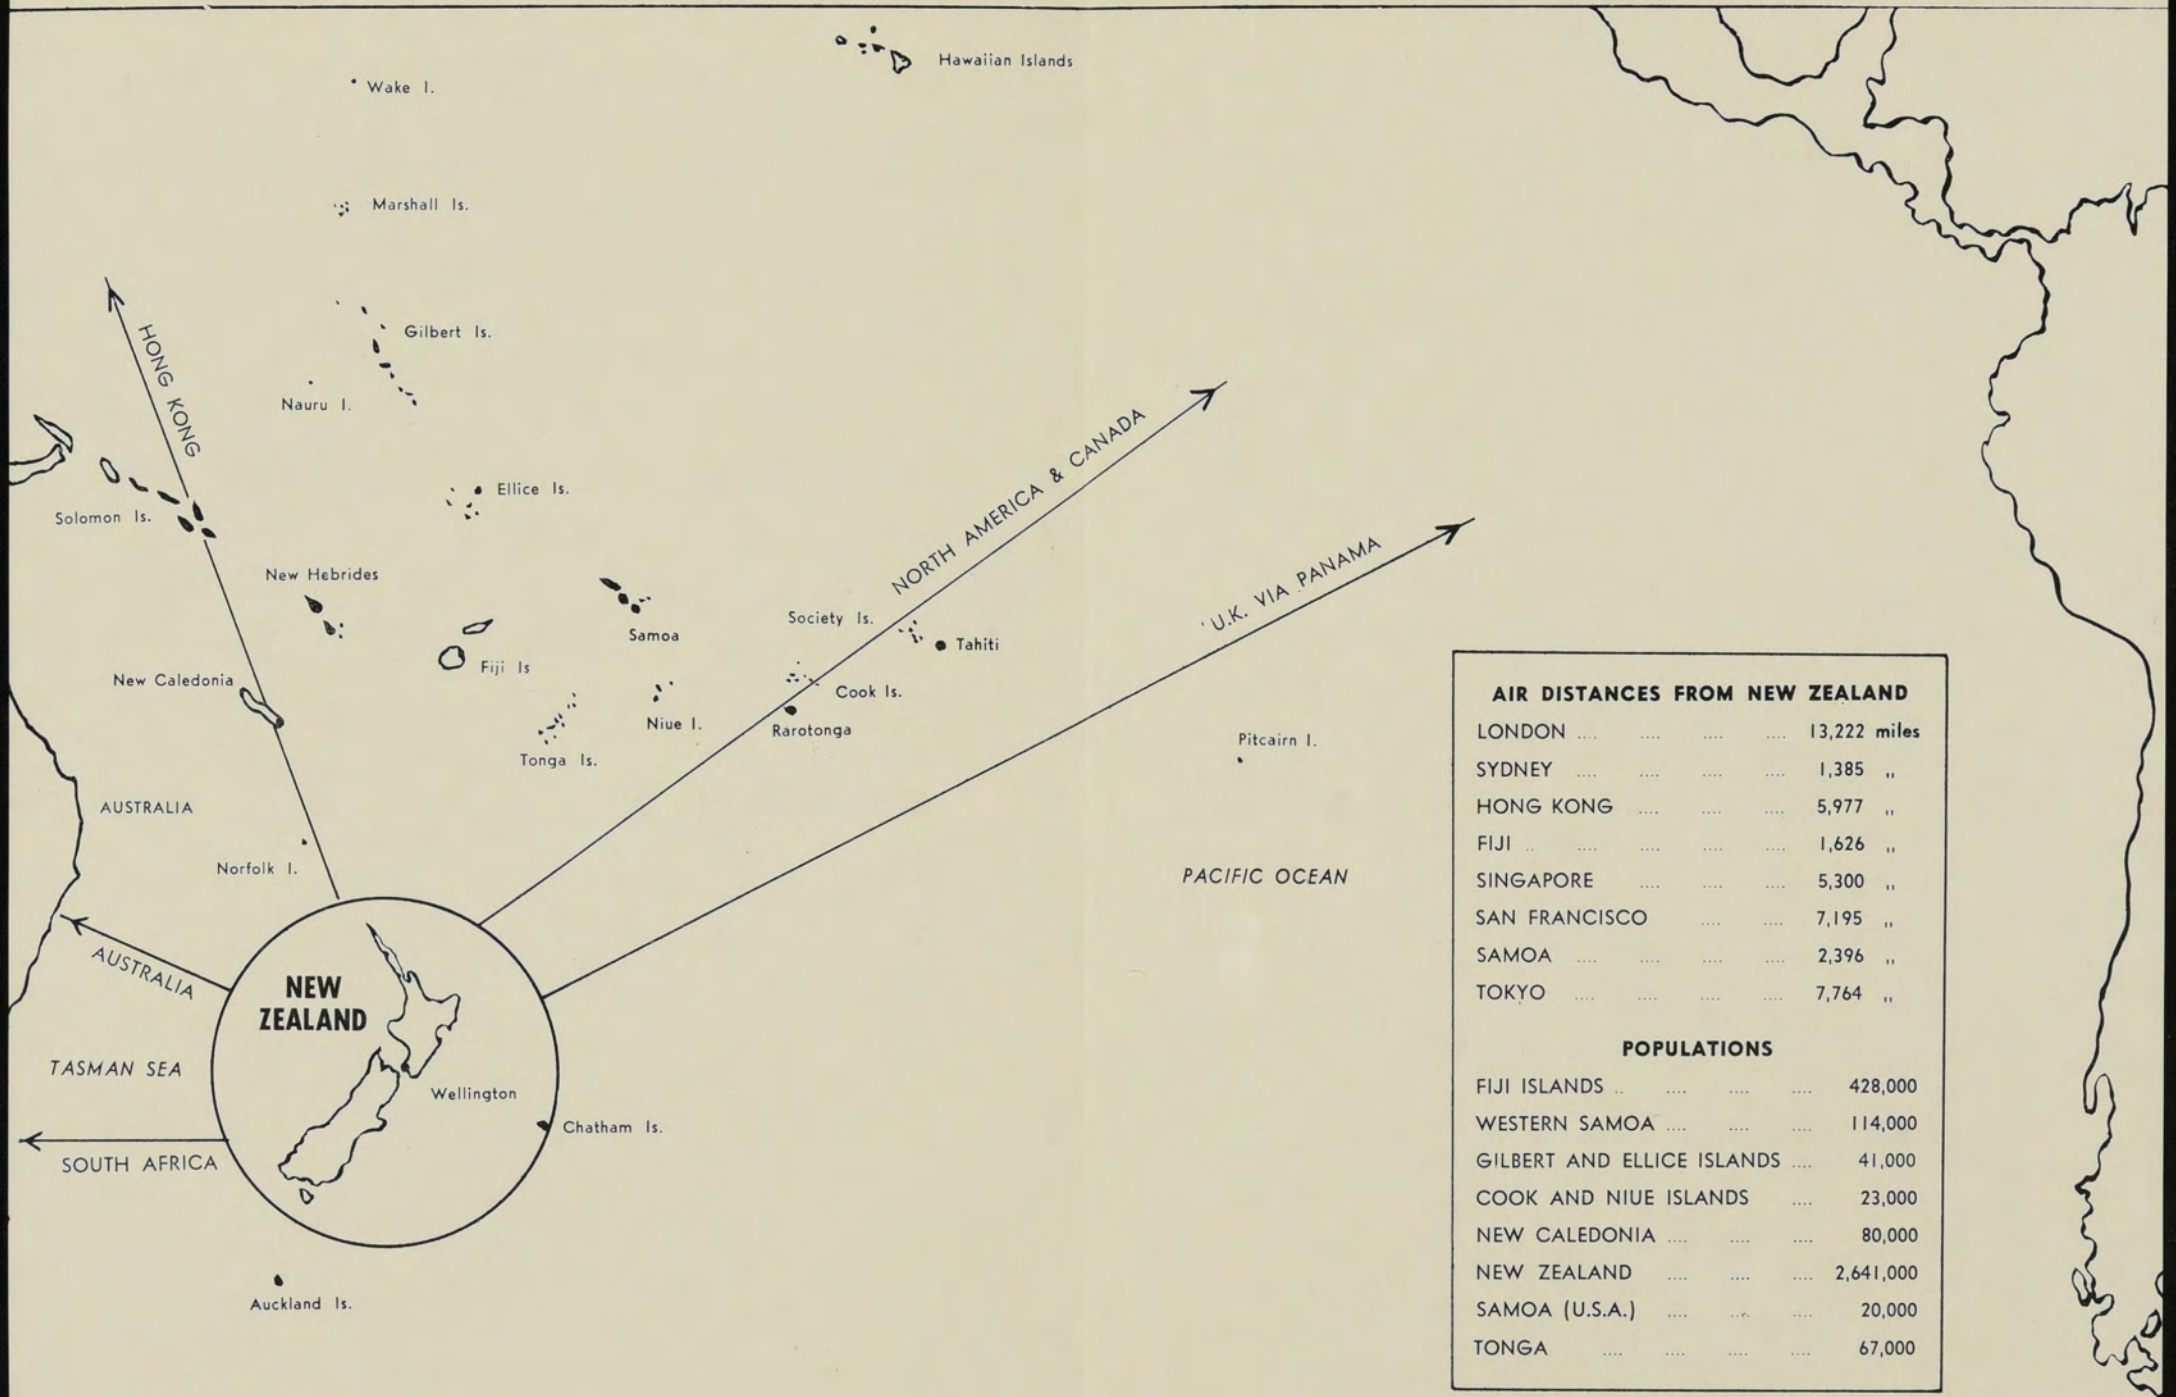 Hawaiian Islands
Wake I.
Marshall Is.
Gilbert Is.
HONG KONG
Nauru I.
Ellice Is.
Solomon Is.
NORTH AMERICA & CANADA
New Hebrides
U.K. VIA PANAMA
Society Is.
Samoa
Tahiti
Fiji Is
New Caledonia
Cook Is.
Niue I.
Rarotonga
Tonga Is.
Pitcairn I.
AUSTRALIA
Norfolk I.
PACIFIC OCEAN
AUSTRALIA
NEW
ZEALAND
TASMAN SEA
Wellington
Chatham Is.
SOUTH AFRICA
Auckland Is.
AIR DISTANCES FROM NEW ZEALAND
LONDON .... .... .... .... 13,222 miles
SYDNEY .... .... .... .... 1,385 ,,
HONG KONG .... .... .... 5,977 ,,
FIJI .. .... .... .... .... 1,626 ,,
SINGAPORE .... .... .... 5,300 ,,
SAN FRANCISCO .... .... 7,195 ,,
SAMOA .... .... .... .... 2,396 ,,
TOKYO .... .... .... .... 7,764 ,,
POPULATIONS
FIJI ISLANDS .. .... .... .... 428,000
WESTERN SAMOA .... .... .... 114,000
GILBERT AND ELLICE ISLANDS .... 41,000
COOK AND NIUE ISLANDS .... 23,000
NEW CALEDONIA .... .... .... 80,000
NEW ZEALAND .... .... .... 2,641,000
SAMOA (U.S.A.) .... .... .... 20,000
TONGA .... .... .... .... 67,000